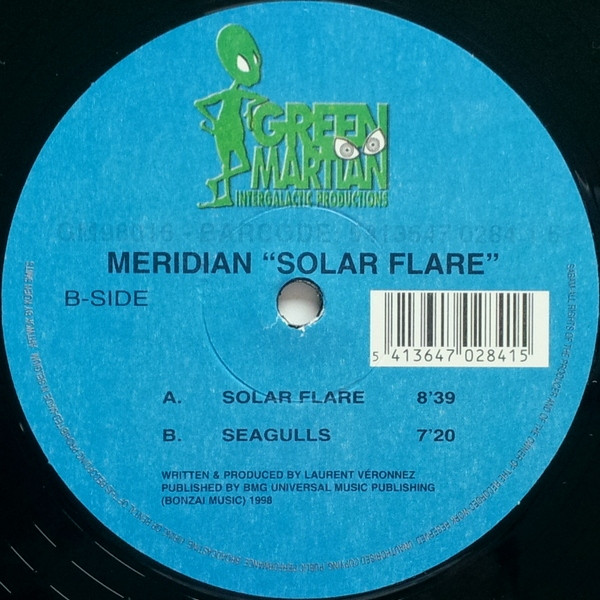 GREEN
MARTIAN
INTERGALACTIC PRODUCTIONS
MERIDIAN “SOLAR FLARE”
B-SIDE
5 413647 028415
A. SOLAR FLARE 8'39
B. SEAGULLS 7'20
WRITTEN & PRODUCED BY LAURENT VÉRONNEZ
PUBLISHED BY BMG UNIVERSAL MUSIC PUBLISHING
(BONZAI MUSIC) 1998